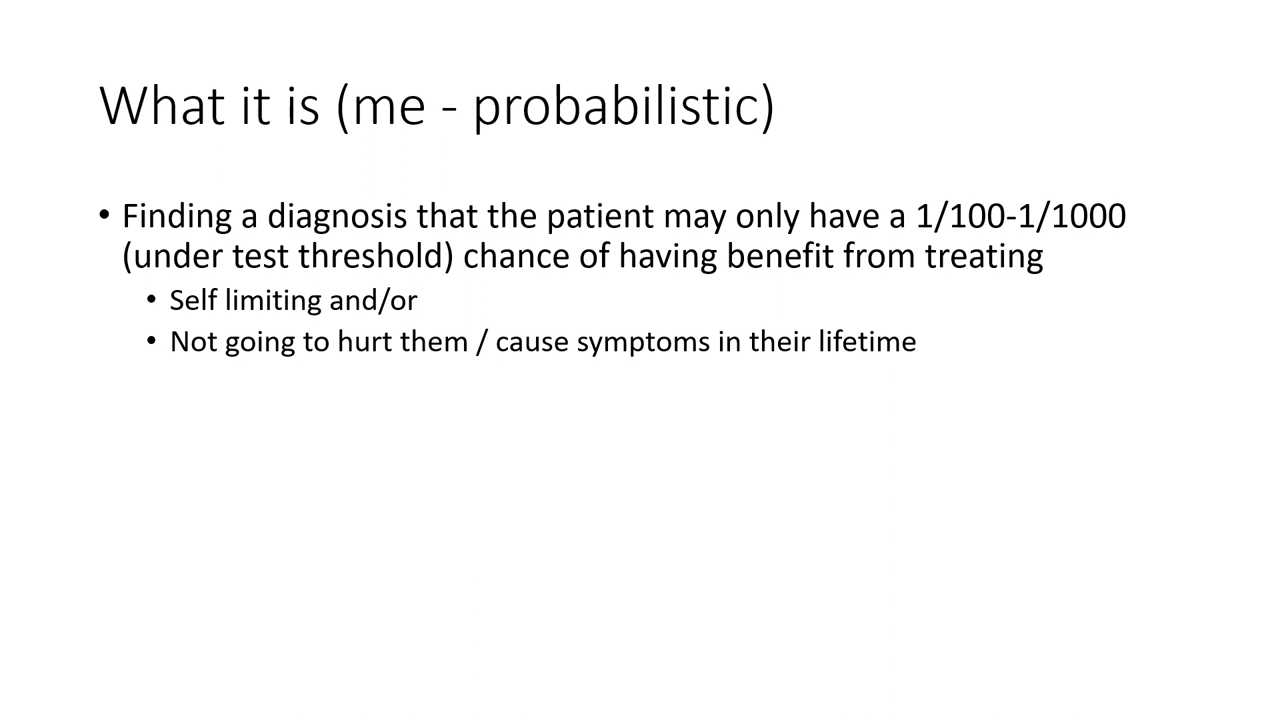 What it is (me - probabilistic)
• Finding a diagnosis that the patient may only have a 1/100-1/1000
(under test threshold) chance of having benefit from treating
• Self limiting and/or
• Not going to hurt them / cause symptoms in their lifetime